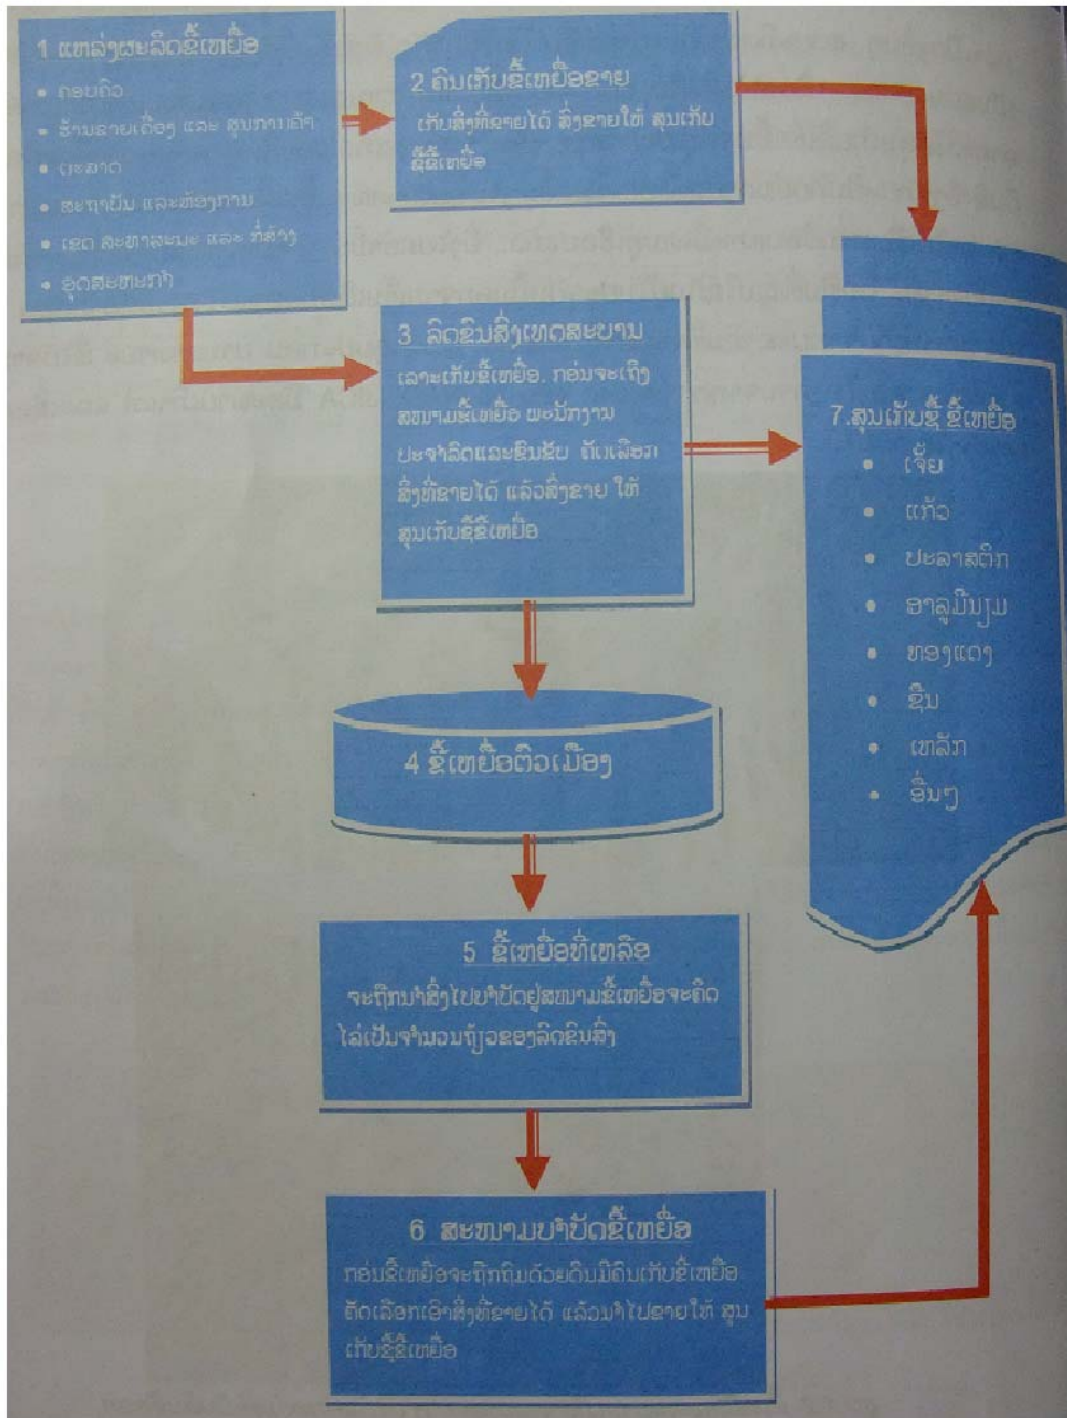 1 ແຫລ່ງຜະລິດຂີ້ເຫຍື່ອ
• ຄອບຄົວ
• ຮ້ານຂາຍເຄື່ອງ ແລະ ສູນການຄ້າ
• ຕະຫລາດ
• ສະຖາບັນ ແລະຫ້ອງການ
• ເຂດ ສະທາລະນະ ແລະ ກໍ່ສ້າງ
• ອຸດສະຫະກຳ
2 ຄົນເກັບຂີ້ເຫຍື່ອຂາຍ
ເກັບສິ່ງທີ່ຂາຍໄດ້ ສົ່ງຂາຍໃຫ້ ສູນເກັບ
ຊື້ຂີ້ເຫຍື່ອ
3 ລົດຂົນສົ່ງເທດສະບານ
ເລາະເກັບຂີ້ເຫຍື່ອ. ກ່ອນຈະເຖິງ
ສໜາມຂີ້ເຫຍື່ອ ພະນັກງານ
ປະຈຳລົດແລະຄົນຂັບ ຄັດເລືອກ
ສິ່ງທີ່ຂາຍໄດ້ ແລ້ວສົ່ງຂາຍ ໃຫ້
ສູນເກັບຊື້ຂີ້ເຫຍື່ອ
4 ຂີ້ເຫຍື່ອຕົວເມືອງ
5 ຂີ້ເຫຍື່ອທີ່ເຫລືອ
ຈະຖືກນຳສົ່ງໄປບຳບັດຢູ່ສໜາມຂີ້ເຫຍື່ອຈະຄິດ
ໄລ່ເປັນຈຳນວນຖ້ຽວຂອງລົດຂົນສົ່ງ
6 ສະໜາມບຳບັດຂີ້ເຫຍື່ອ
ກ່ອນຂີ້ເຫຍື່ອຈະຖືກຖົມດ້ວຍດິນມີຄົນເກັບຂີ້ເຫຍື່ອ
ຄັດເລືອກເອົາສິ່ງທີ່ຂາຍໄດ້ ແລ້ວນຳໄປຂາຍໃຫ້ ສູນ
ເກັບຊື້ຂີ້ເຫຍື່ອ
7.ສູນເກັບຊື້ ຂີ້ເຫຍື່ອ
• ເຈັ້ຍ
• ແກ້ວ
• ປະລາສຕິກ
• ອາລູມີນຽມ
• ທອງແດງ
• ຊືນ
• ເຫລັກ
• ອື່ນໆ